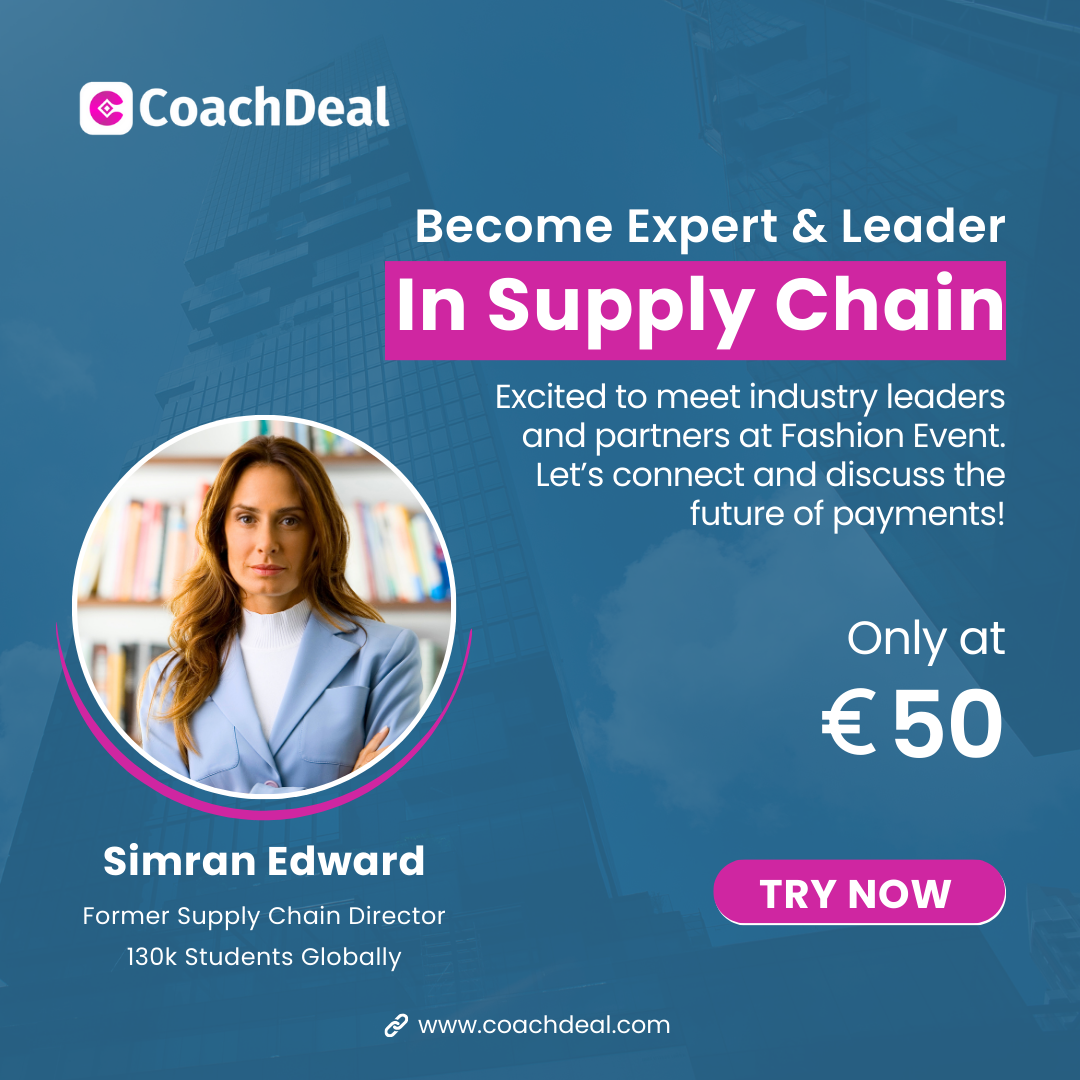 CoachDeal
Become Expert & Leader
In Supply Chain
Excited to meet industry leaders
and partners at Fashion Event.
Let’s connect and discuss the
future of payments!
Only at
€50
Simran Edward
Former Supply Chain Director
130k Students Globally
TRY NOW
www.coachdeal.com